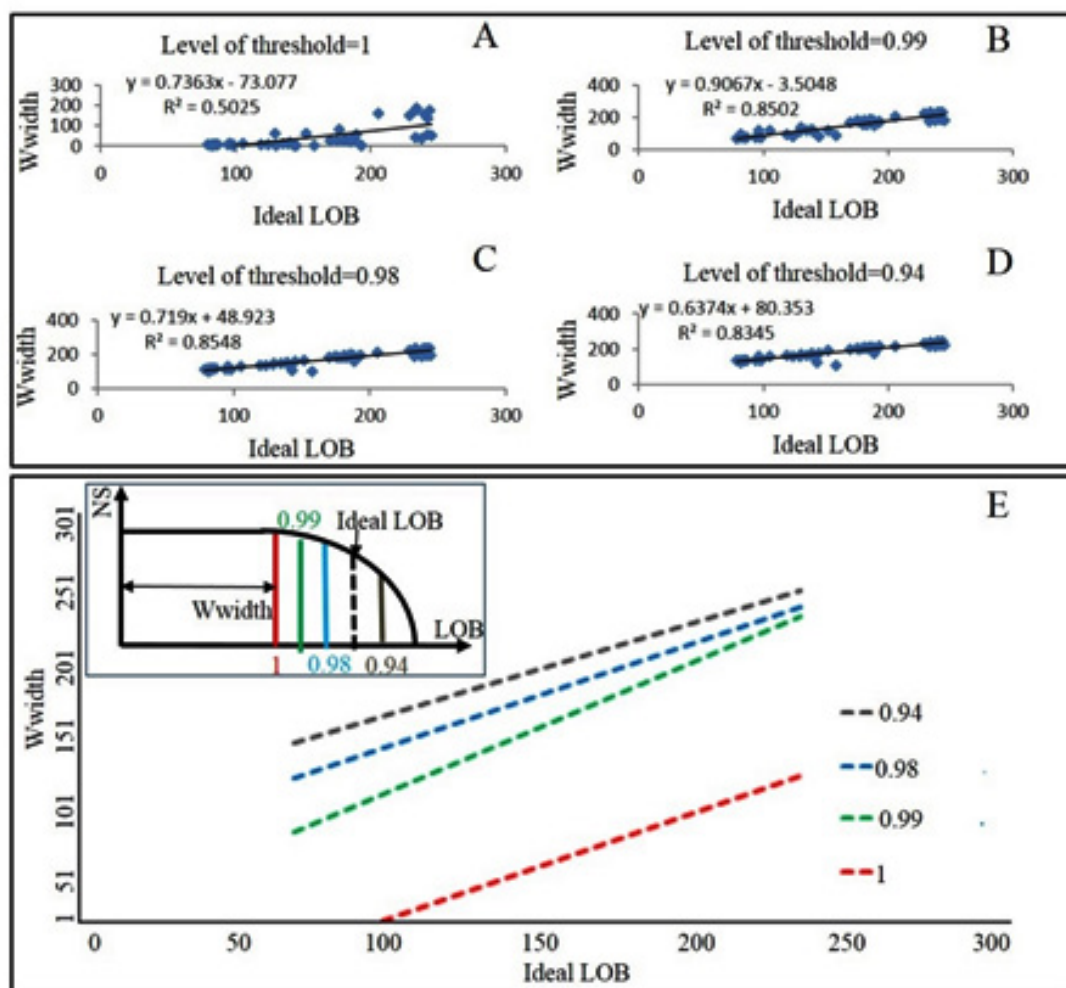 A
Level of threshold=1
y = 0.7363x - 73.077
R² = 0.5025
300
200
100
0
0 100 200 300
Wwidth
Ideal LOB
B
Level of threshold=0.99
y = 0.9067x - 3.5048
R² = 0.8502
400
200
0
0 100 200 300
Wwidth
Ideal LOB
C
Level of threshold=0.98
y = 0.719x + 48.923
R² = 0.8548
400
200
0
0 100 200 300
Wwidth
Ideal LOB
D
Level of threshold=0.94
y = 0.6374x + 80.353
R² = 0.8345
400
200
0
0 100 200 300
Wwidth
Ideal LOB
E
NS
0.99
Ideal LOB
Wwidth
LOB
1
0.98
0.94
301
251
201
151
101
51
1
Wwidth
0.94
0.98
0.99
1
0 50 100 150 200 250 300
Ideal LOB